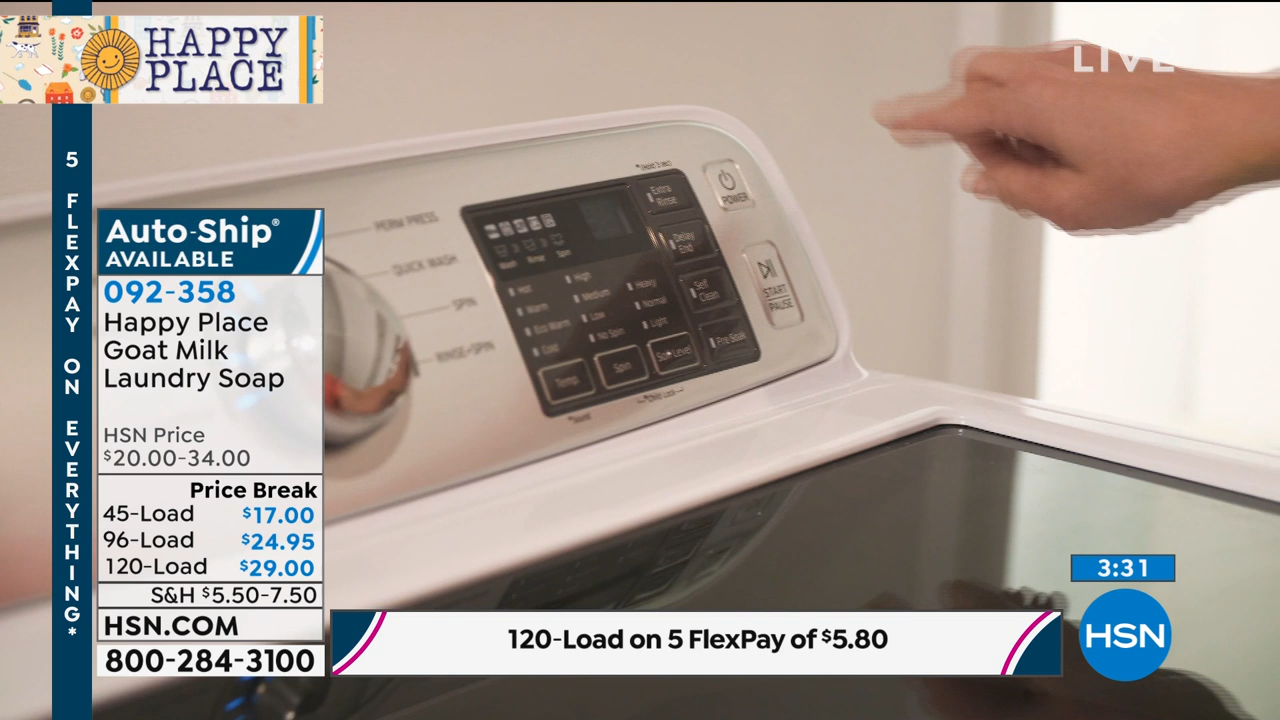 HAPPY
PLACE
LIVE
5 FLEXPAY ON EVERYTHING*
Auto-Ship®
AVAILABLE
092-358
Happy Place
Goat Milk
Laundry Soap
HSN Price
$20.00-34.00
Price Break
45-Load $17.00
96-Load $24.95
120-Load $29.00
S&H $5.50-7.50
HSN.COM
800-284-3100
120-Load on 5 FlexPay of $5.80
3:31
HSN
PERM PRESS
QUICK WASH
SPIN
RINSE+SPIN
Extra
Rinse
POWER
Delay
End
Self
Clean
START
PAUSE
Pre Soak
Wash Rinse Spin
Hot High Heavy
Warm Medium Normal
Eco Warm Low Light
Cold No Spin
Temp. Spin Soil Level